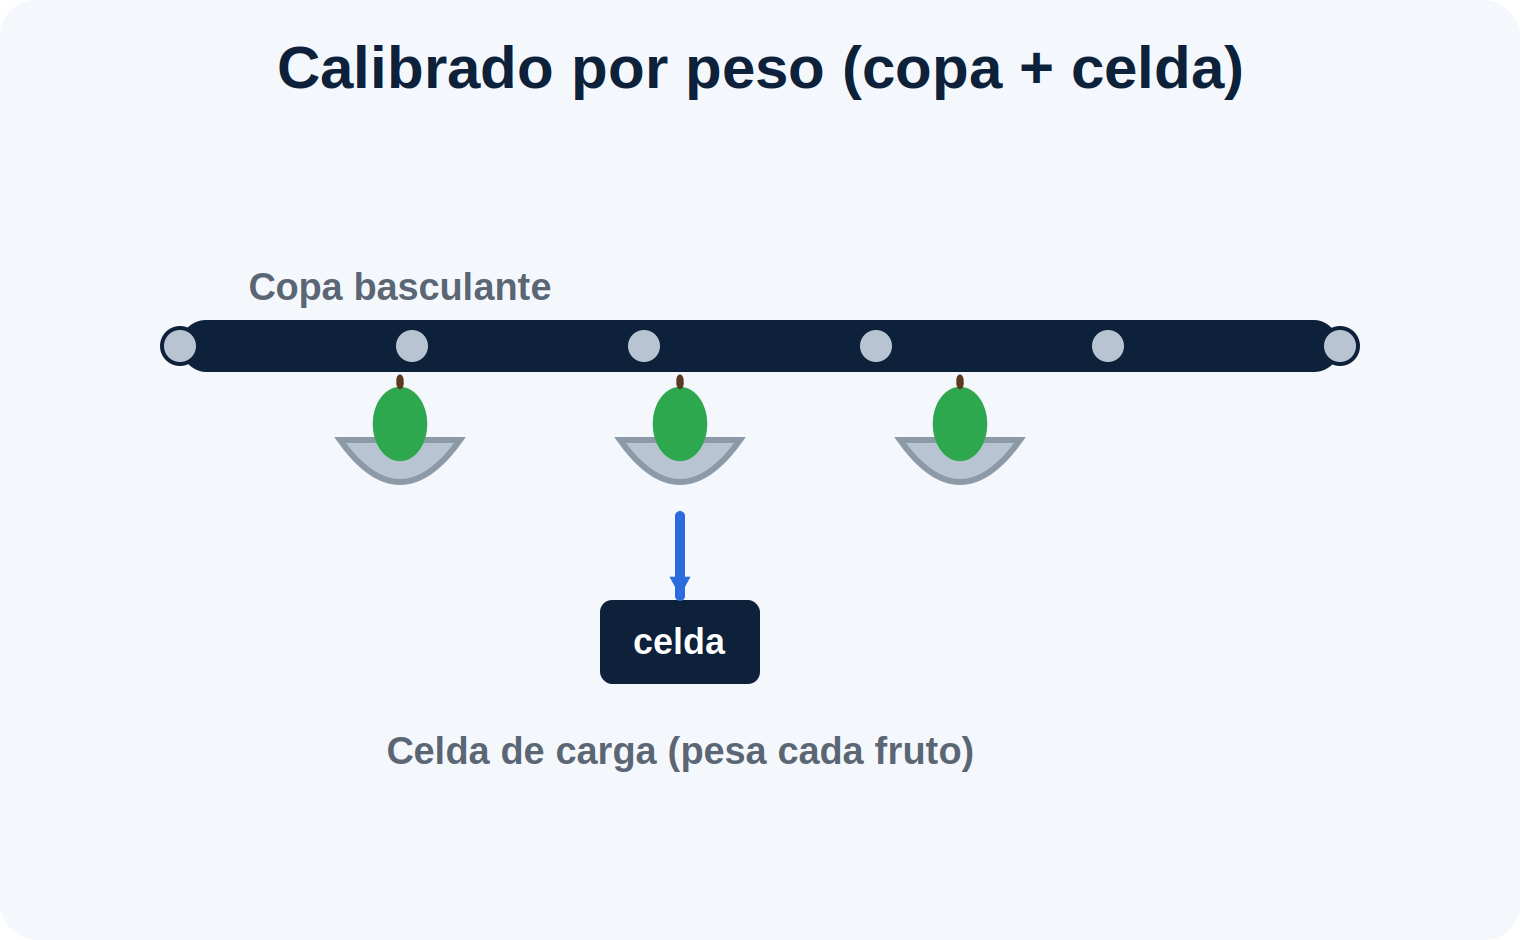 Calibrado por peso (copa + celda)
Copa basculante
celda
Celda de carga (pesa cada fruto)